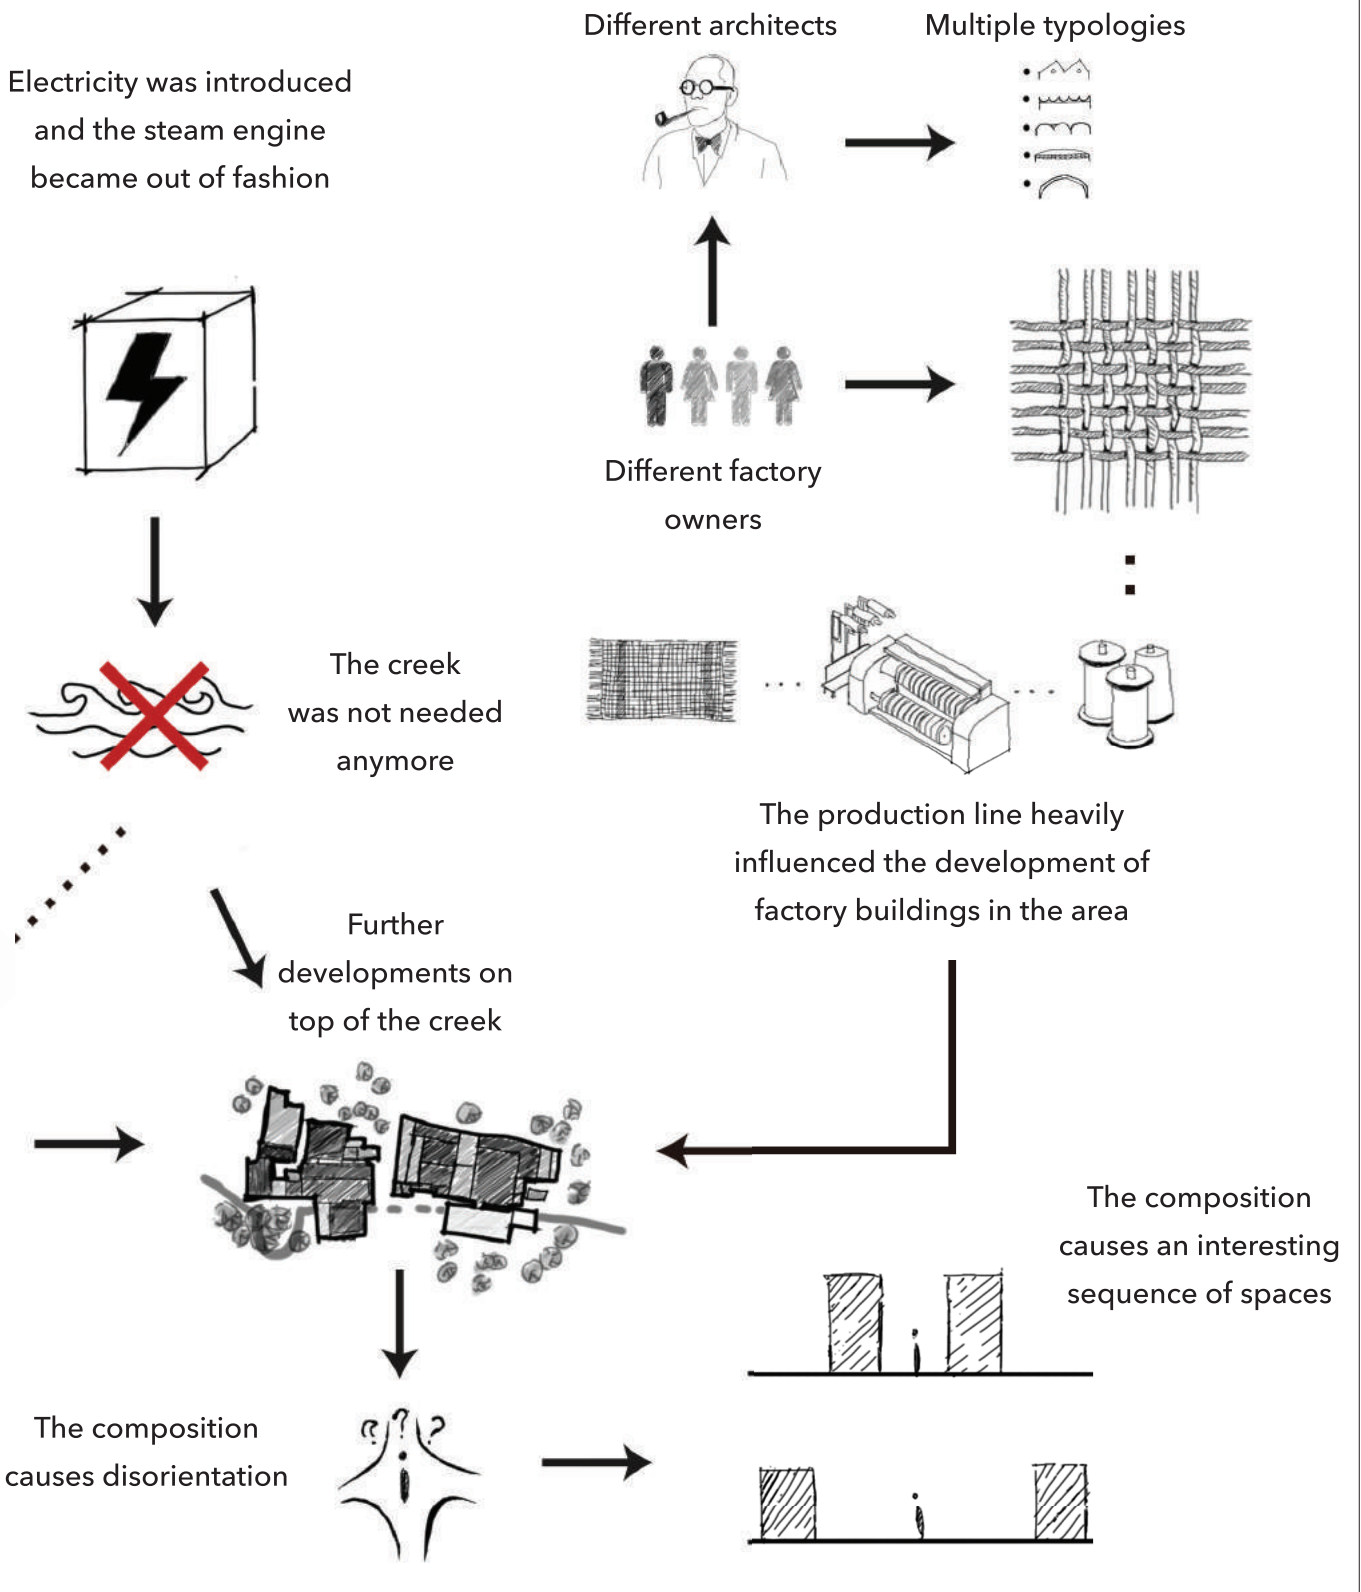 Different architects
Multiple typologies
Electricity was introduced
and the steam engine
became out of fashion
Different factory
owners
The creek
was not needed
anymore
The production line heavily
influenced the development of
factory buildings in the area
Further
developments on
top of the creek
The composition
causes an interesting
sequence of spaces
The composition
causes disorientation
? ? ?